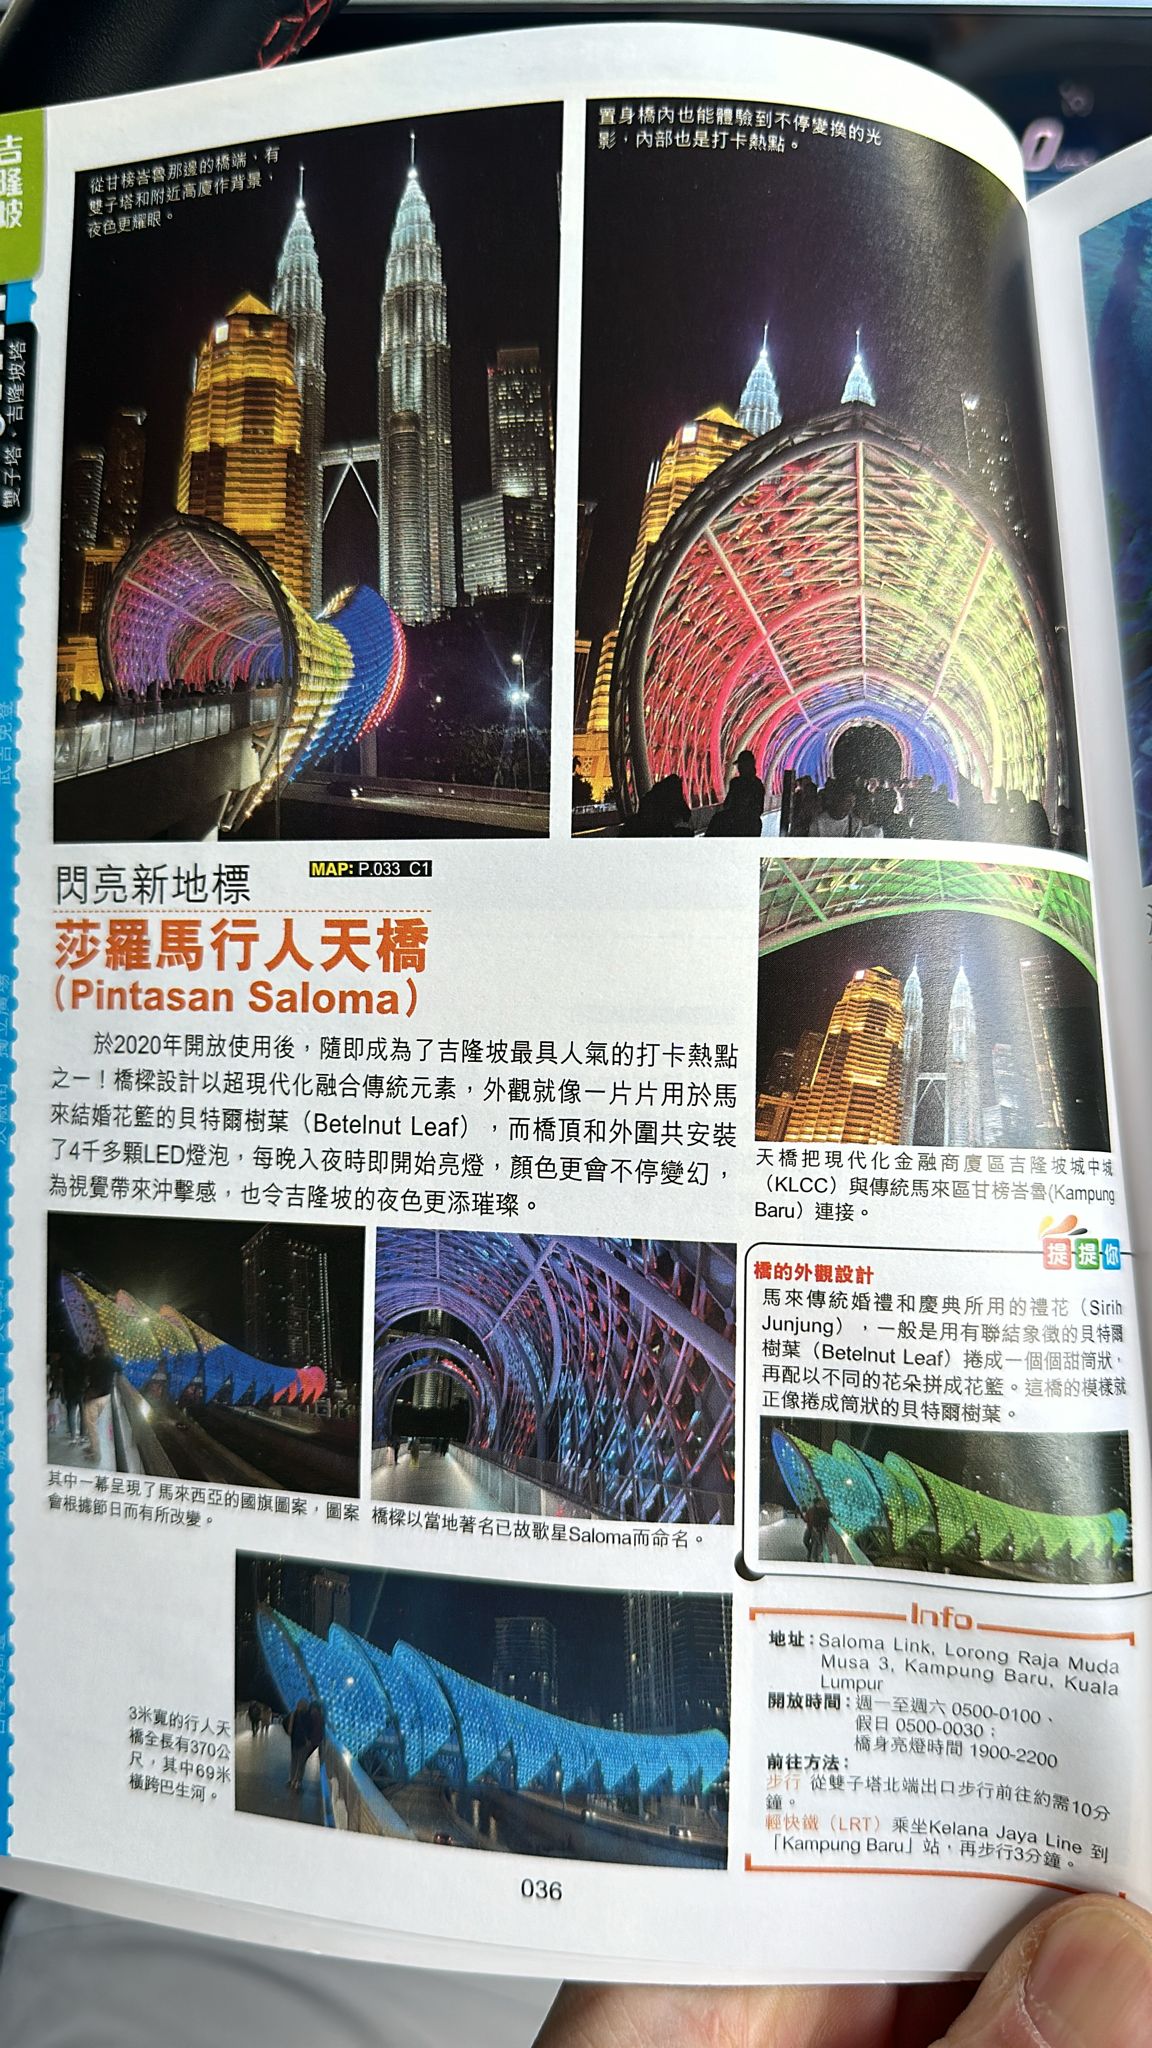 吉隆坡
雙子塔、吉隆坡塔
從甘榜峇魯那邊的橋端、有
雙子塔和附近高廈作背景、
夜色更耀眼。
置身橋內也能體驗到不停變換的光
影，內部也是打卡熱點。
閃亮新地標
MAP: P.033 C1
莎羅馬行人天橋
(Pintasan Saloma)
於2020年開放使用後，隨即成為了吉隆坡最具人氣的打卡熱點
之一！橋樑設計以超現代化融合傳統元素，外觀就像一片片用於馬
來結婚花籃的貝特爾樹葉（Betelnut Leaf），而橋頂和外圍共安裝
了4千多顆LED燈泡，每晚入夜時即開始亮燈，顏色更會不停變幻，
為視覺帶來沖擊感，也令吉隆坡的夜色更添璀璨。
天橋把現代化金融商廈區吉隆坡城中城
（KLCC）與傳統馬來區甘榜峇魯(Kampung
Baru）連接。
提提你
橋的外觀設計
馬來傳統婚禮和慶典所用的禮花（Sirih
Junjung），一般是用有聯結象徵的貝特爾
樹葉（Betelnut Leaf）捲成一個個甜筒狀，
再配以不同的花朵拼成花籃。這橋的模樣就
正像捲成筒狀的貝特爾樹葉。
其中一幕呈現了馬來西亞的國旗圖案，圖案
會根據節日而有所改變。
橋樑以當地著名已故歌星Saloma而命名。
3米寬的行人天
橋全長有370公
尺，其中69米
橫跨巴生河。
Info
地址：Saloma Link, Lorong Raja Muda
Musa 3, Kampung Baru, Kuala
Lumpur
開放時間：週一至週六 0500-0100、
假日 0500-0030；
橋身亮燈時間 1900-2200
前往方法：
步行 從雙子塔北端出口步行前往約需10分
鐘。
輕快鐵（LRT）乘坐Kelana Jaya Line 到
「Kampung Baru」站，再步行3分鐘。
036